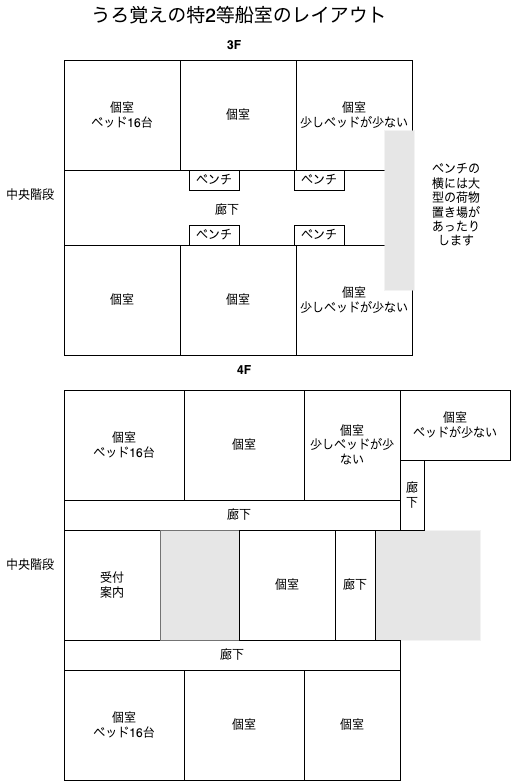 うろ覚えの特2等船室のレイアウト
3F
個室
ベッド16台
個室
個室
少しベッドが少ない
ベンチ
ベンチ
中央階段
廊下
ベンチの
横には大
型の荷物
置き場が
あったり
します
ベンチ
ベンチ
個室
個室
個室
少しベッドが少ない
4F
個室
ベッド16台
個室
個室
少しベッドが少
ない
個室
ベッドが少ない
廊
下
廊下
中央階段
受付
案内
個室
廊下
廊下
個室
ベッド16台
個室
個室